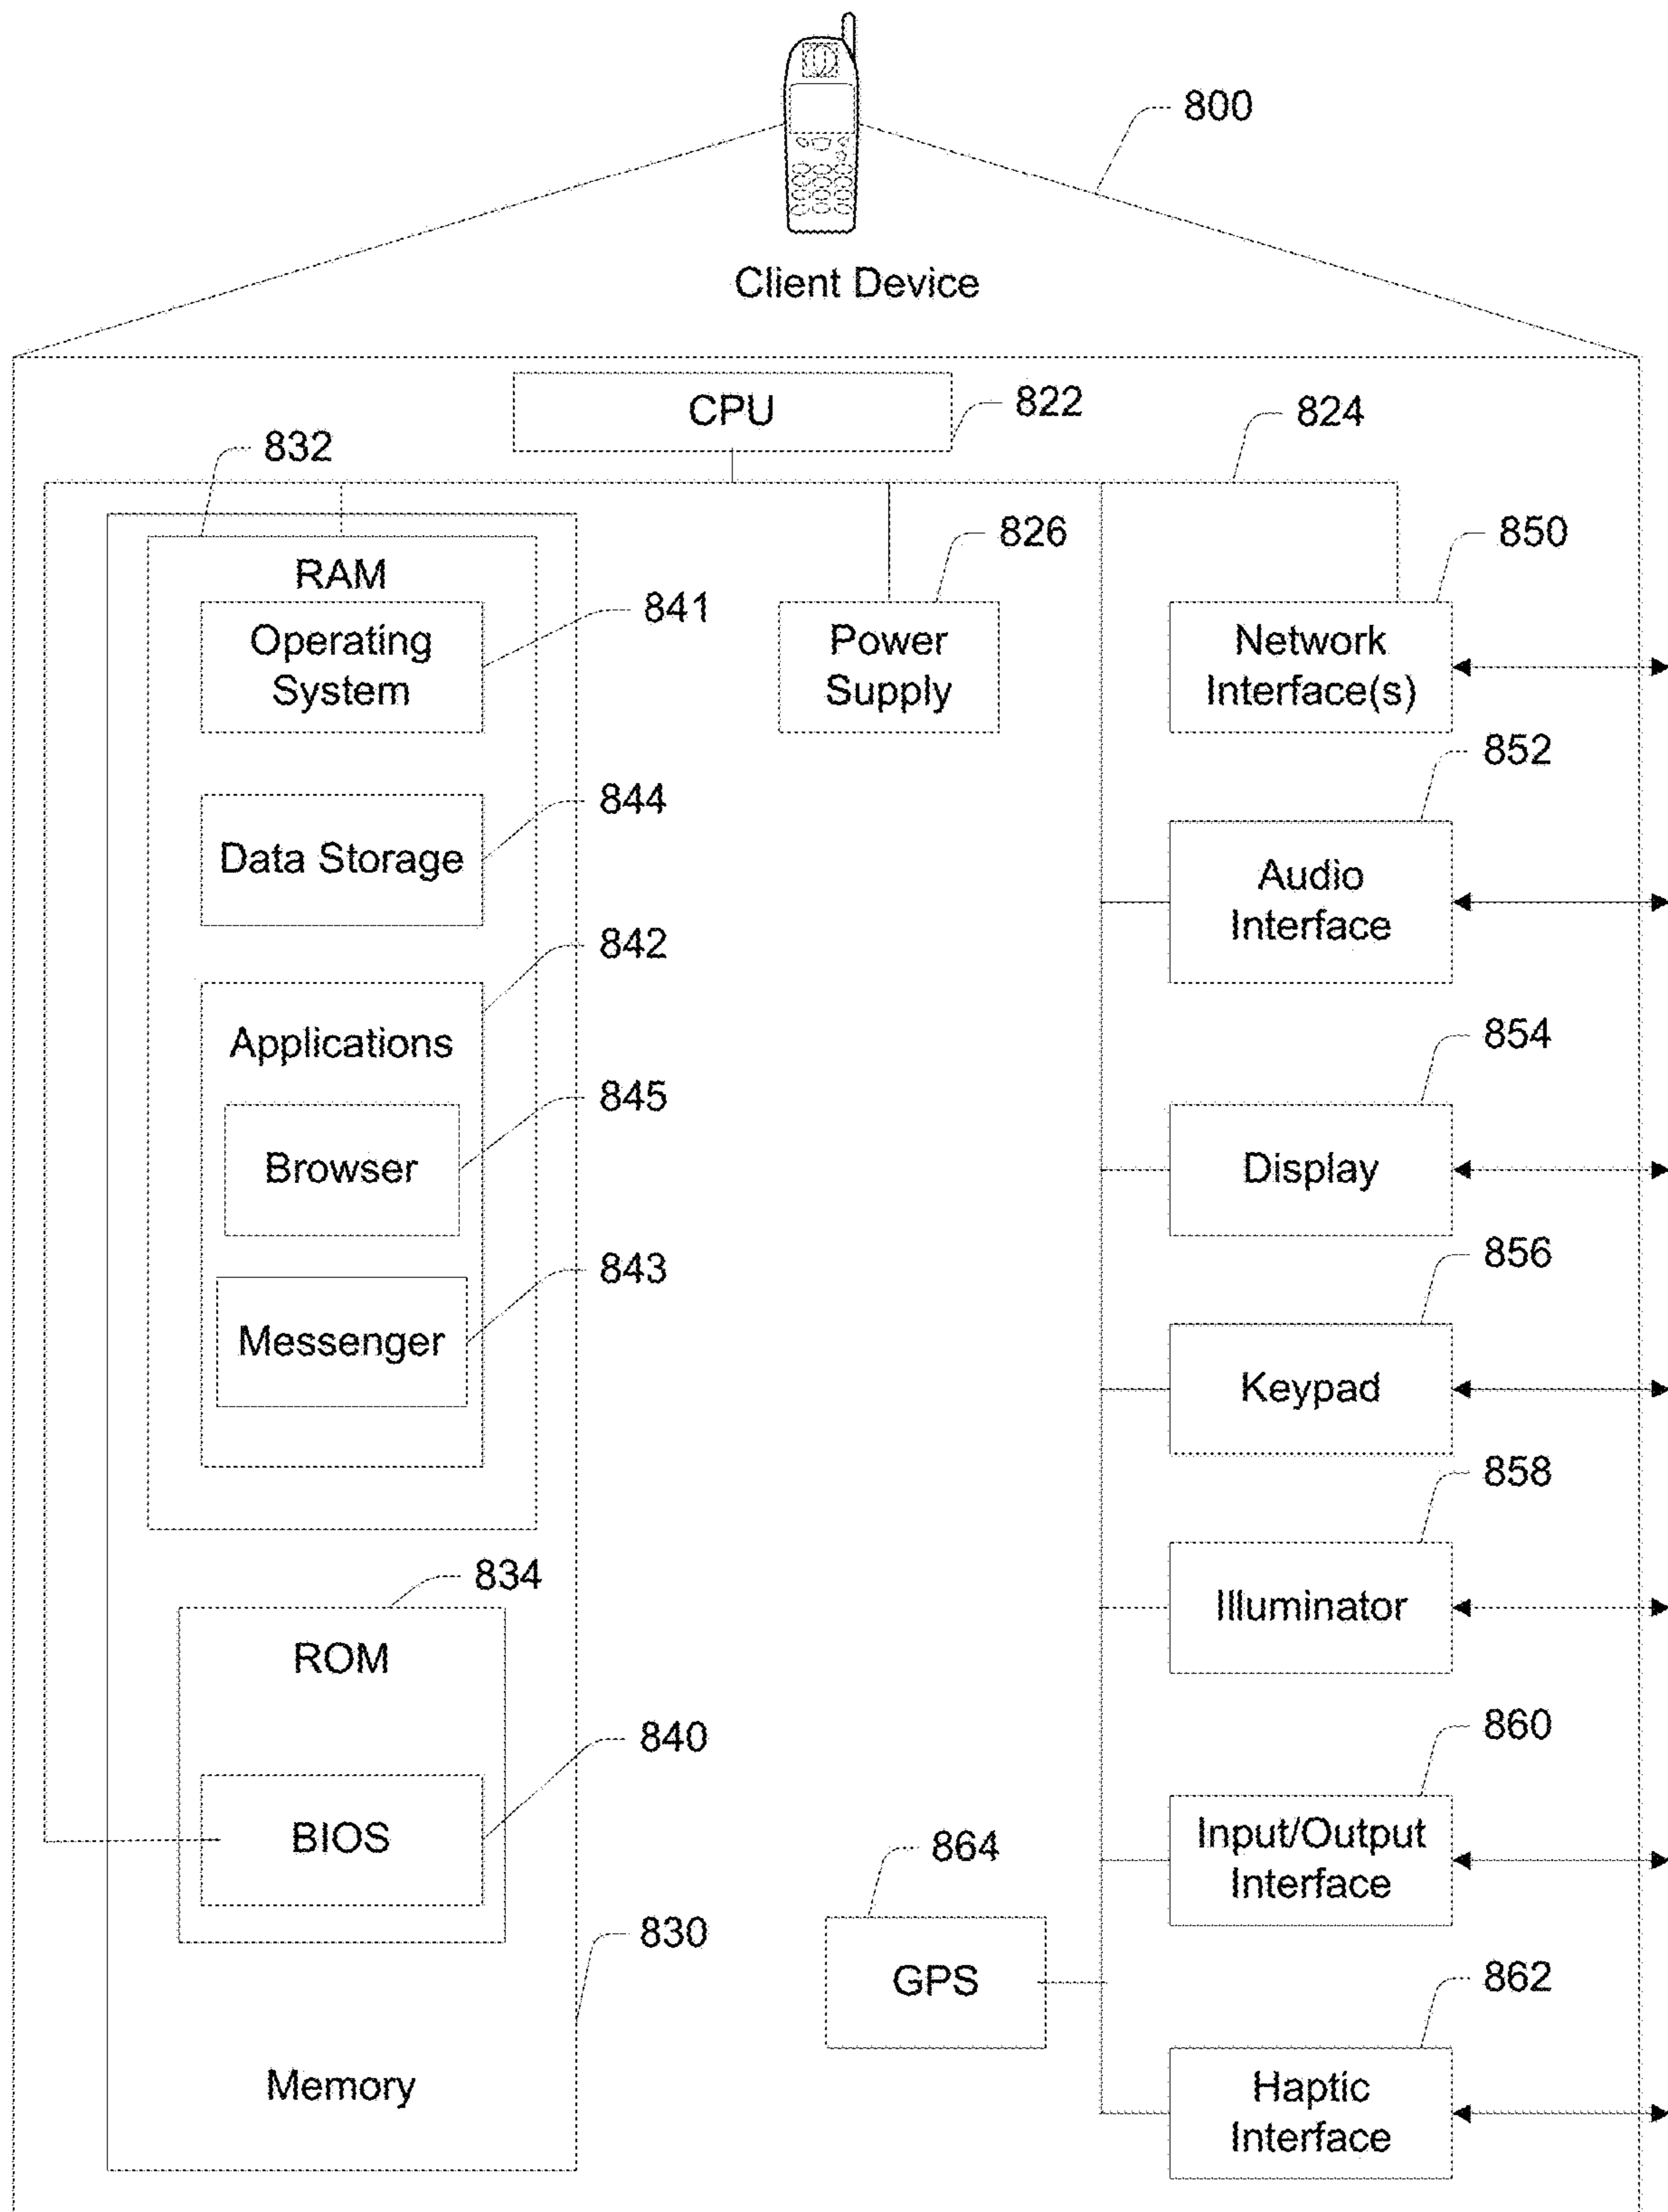 800
Client Device
CPU
822
824
832
826
850
RAM
Operating
System
841
Power
Supply
Network
Interface(s)
852
844
Data Storage
Audio
Interface
842
Applications
854
845
Browser
Display
856
843
Messenger
Keypad
858
834
ROM
Illuminator
860
840
BIOS
Input/Output
Interface
864
830
GPS
862
Memory
Haptic
Interface